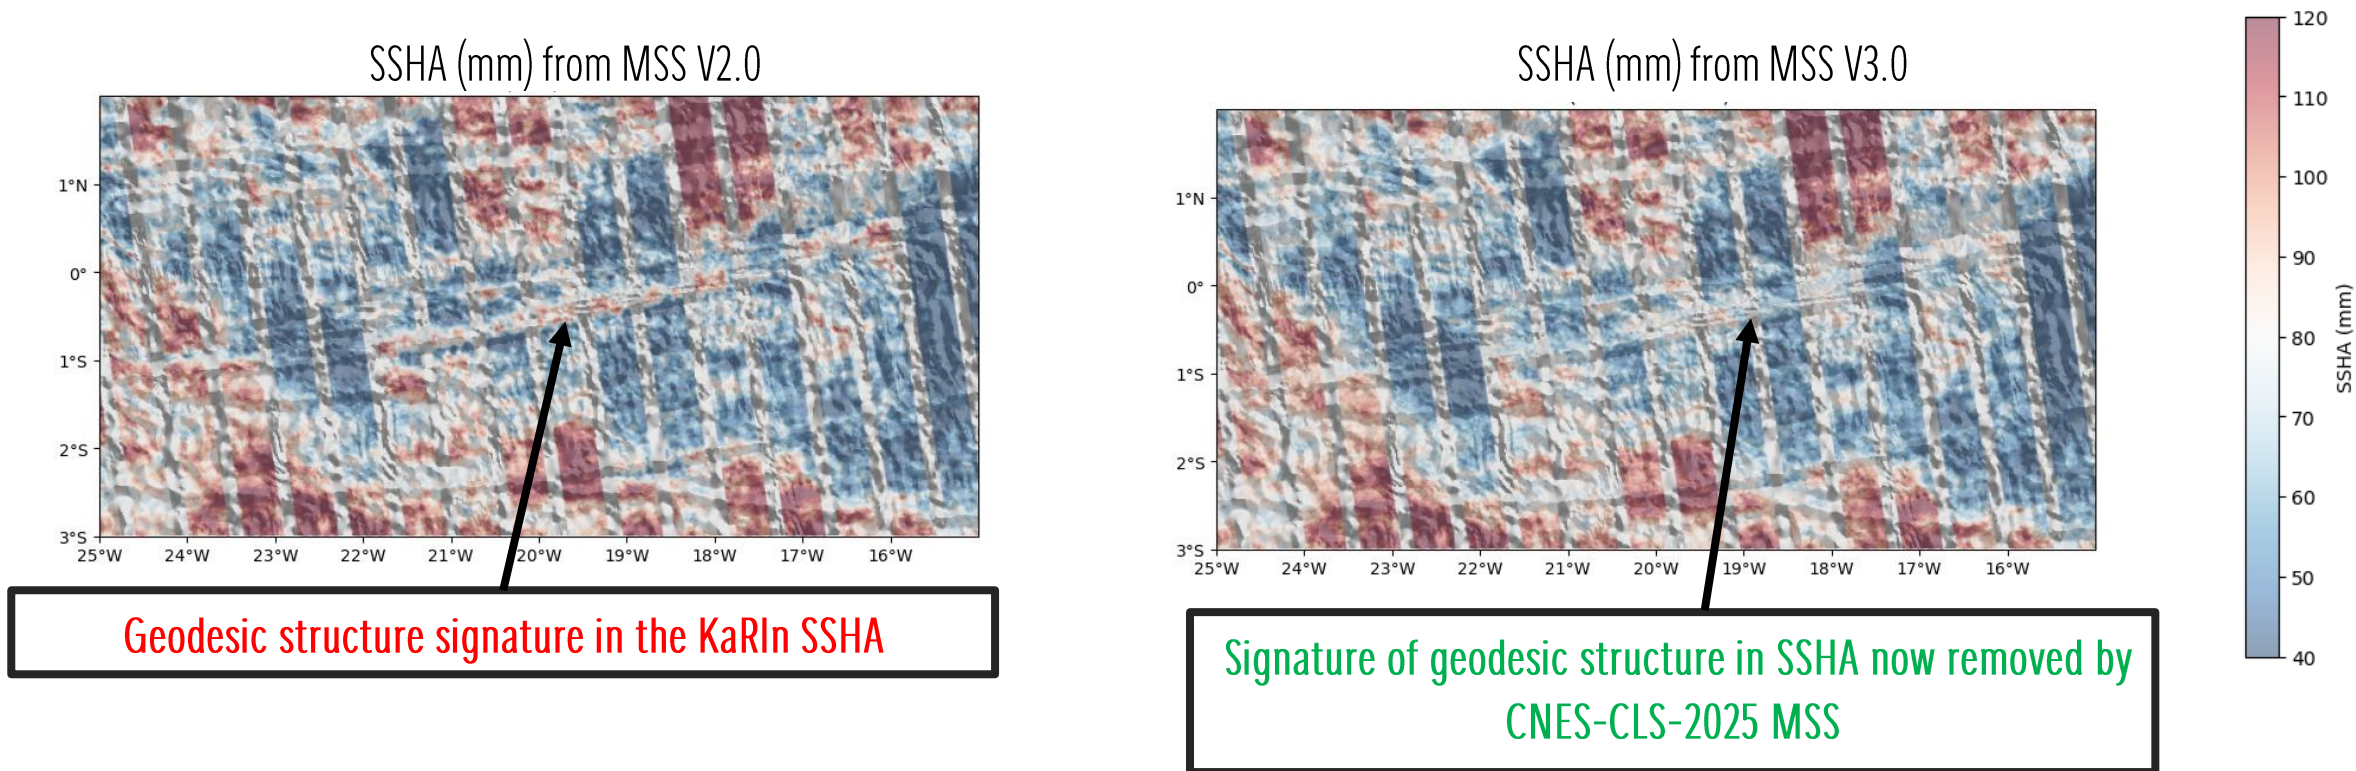 SSHA (mm) from MSS V2.0
1°N
0°
1°S
2°S
3°S
25°W 24°W 23°W 22°W 21°W 20°W 19°W 18°W 17°W 16°W
Geodesic structure signature in the KaRIn SSHA
SSHA (mm) from MSS V3.0
1°N
0°
1°S
2°S
3°S
25°W 24°W 23°W 22°W 21°W 20°W 19°W 18°W 17°W 16°W
Signature of geodesic structure in SSHA now removed by
CNES-CLS-2025 MSS
120
110
100
90
80
70
60
50
40
SSHA (mm)